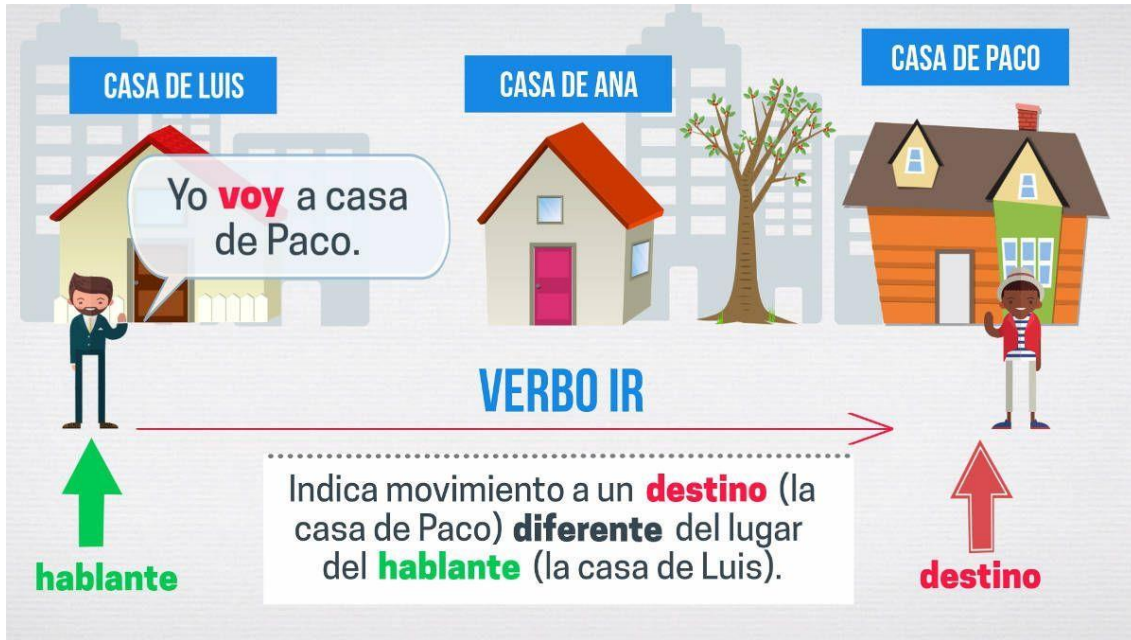 CASA DE LUIS
CASA DE ANA
CASA DE PACO
Yo voy a casa
de Paco.
VERBO IR
Indica movimiento a un destino (la
casa de Paco) diferente del lugar
del hablante (la casa de Luis).
hablante
destino